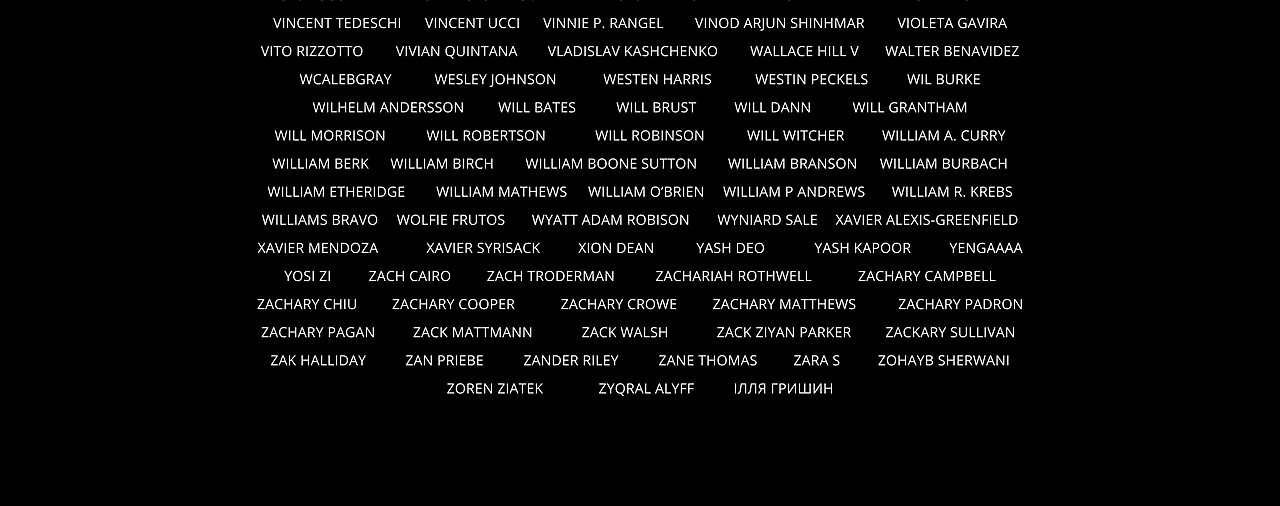 VINCENT TEDESCHI VINCENT UCCI VINNIE P. RANGEL VINOD ARJUN SHINHMAR VIOLETA GAVIRA
VITO RIZZOTTO VIVIAN QUINTANA VLADISLAV KASHCHENKO WALLACE HILL V WALTER BENAVIDEZ
WCALEBGRAY WESLEY JOHNSON WESTEN HARRIS WESTIN PECKELS WIL BURKE
WILHELM ANDERSSON WILL BATES WILL BRUST WILL DANN WILL GRANTHAM
WILL MORRISON WILL ROBERTSON WILL ROBINSON WILL WITCHER WILLIAM A. CURRY
WILLIAM BERK WILLIAM BIRCH WILLIAM BOONE SUTTON WILLIAM BRANSON WILLIAM BURBACH
WILLIAM ETHERIDGE WILLIAM MATHEWS WILLIAM O’BRIEN WILLIAM P ANDREWS WILLIAM R. KREBS
WILLIAMS BRAVO WOLFIE FRUTOS WYATT ADAM ROBISON WYNIARD SALE XAVIER ALEXIS-GREENFIELD
XAVIER MENDOZA XAVIER SYRISACK XION DEAN YASH DEO YASH KAPOOR YENGAAAA
YOSI ZI ZACH CAIRO ZACH TRODERMAN ZACHARIAH ROTHWELL ZACHARY CAMPBELL
ZACHARY CHIU ZACHARY COOPER ZACHARY CROWE ZACHARY MATTHEWS ZACHARY PADRON
ZACHARY PAGAN ZACK MATTMANN ZACK WALSH ZACK ZIYAN PARKER ZACKARY SULLIVAN
ZAK HALLIDAY ZAN PRIEBE ZANDER RILEY ZANE THOMAS ZARA S ZOHAYB SHERWANI
ZOREN ZIATEK ZYQRAL ALYFF ІЛЛЯ ГРИШИН